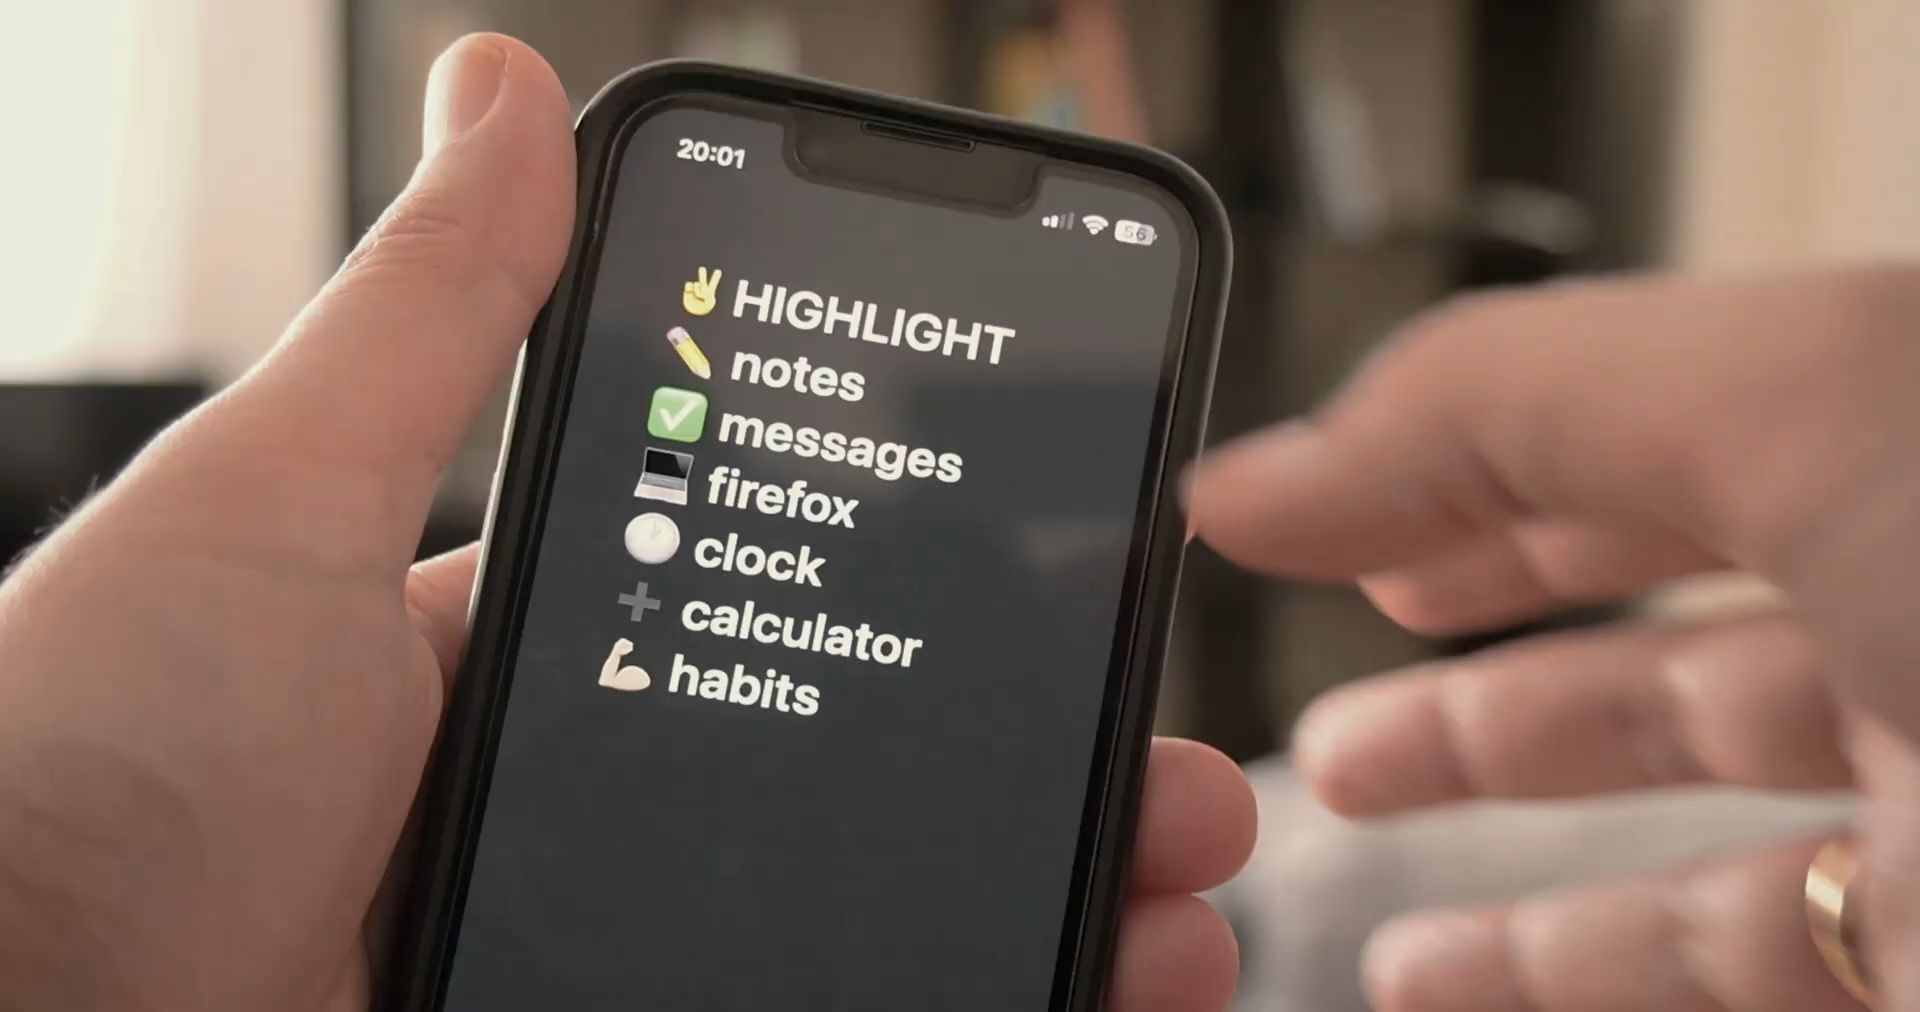 20:01
56
✌️ HIGHLIGHT
✏️ notes
✅ messages
💻 firefox
🕐 clock
➕ calculator
💪🏻 habits